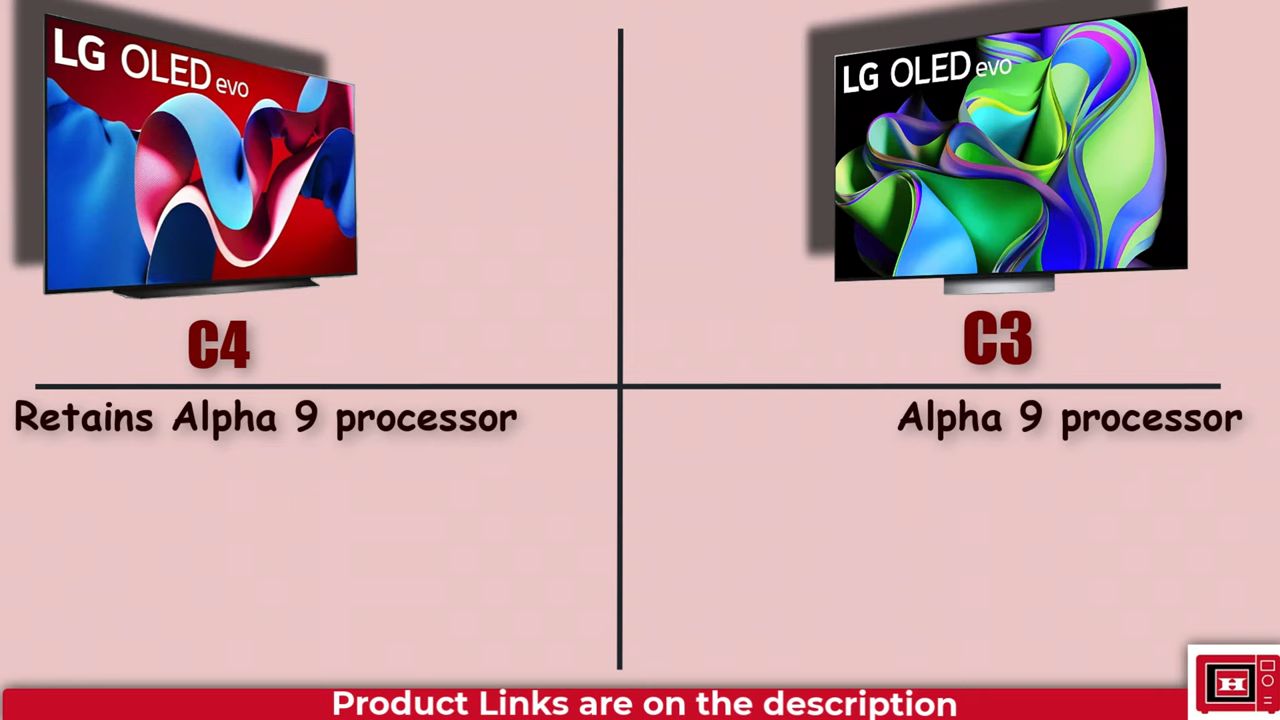 LG OLED evo
LG OLED evo
C4
C3
Retains Alpha 9 processor
Alpha 9 processor
Product Links are on the description
H